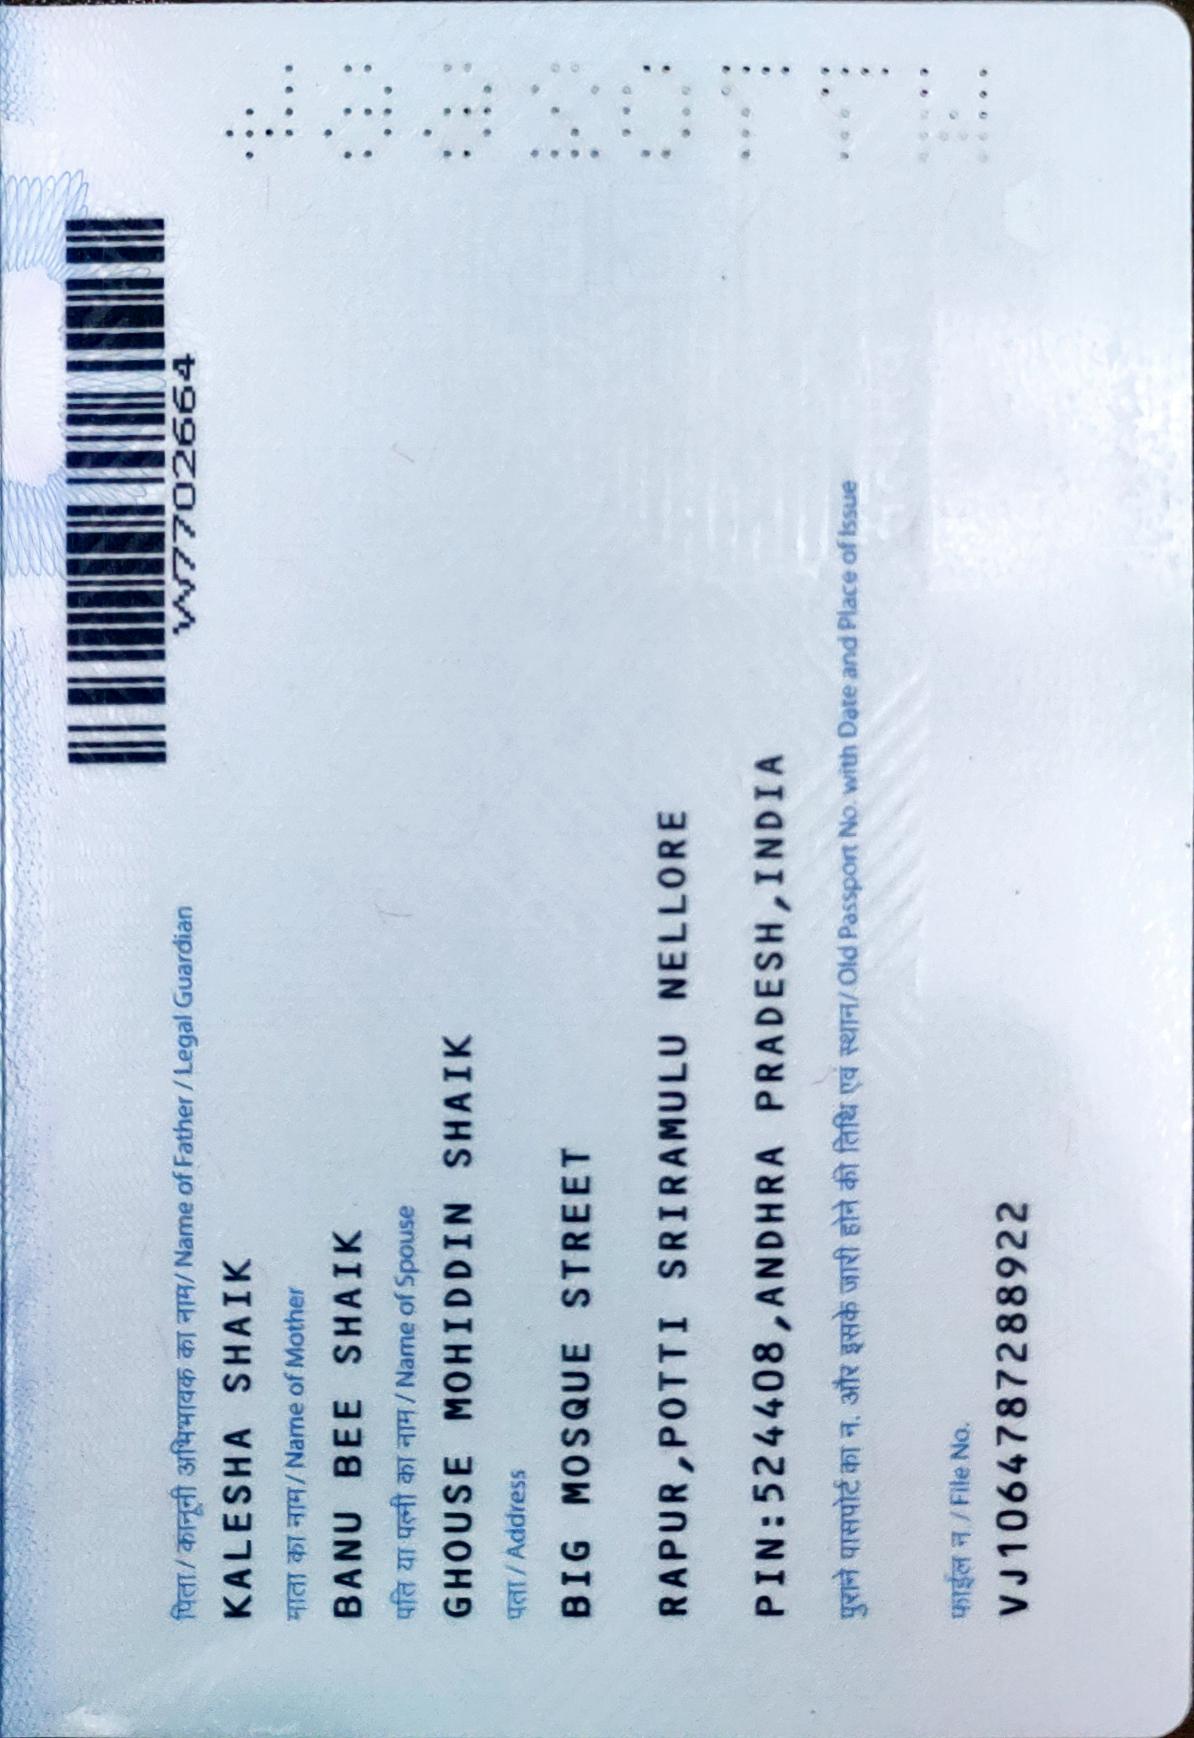 W7702664
पिता / कानूनी अभिभावक का नाम/ Name of Father / Legal Guardian
KALESHA SHAIK
माता का नाम / Name of Mother
BANU BEE SHAIK
पति या पत्नी का नाम / Name of Spouse
GHOUSE MOHIDDIN SHAIK
पता / Address
BIG MOSQUE STREET
RAPUR,POTTI SRIRAMULU NELLORE
PIN:524408,ANDHRA PRADESH,INDIA
पुराने पासपोर्ट का न. और इसके जारी होने की तिथि एवं स्थान/ Old Passport No. with Date and Place of Issue
फाईल न / File No.
VJ1064787288922